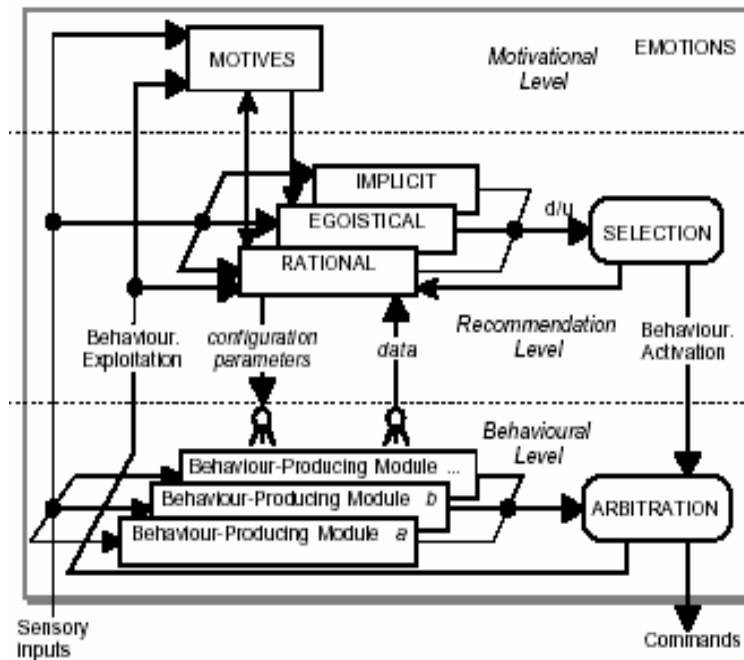 EMOTIONS
MOTIVES
Motivational
Level
IMPLICIT
EGOISTICAL
RATIONAL
d/u
SELECTION
Behaviour.
Exploitation
configuration
parameters
data
Recommendation
Level
Behaviour.
Activation
Behavioural
Level
Behaviour-Producing Module ...
Behaviour-Producing Module b
Behaviour-Producing Module a
ARBITRATION
Sensory
inputs
Commands